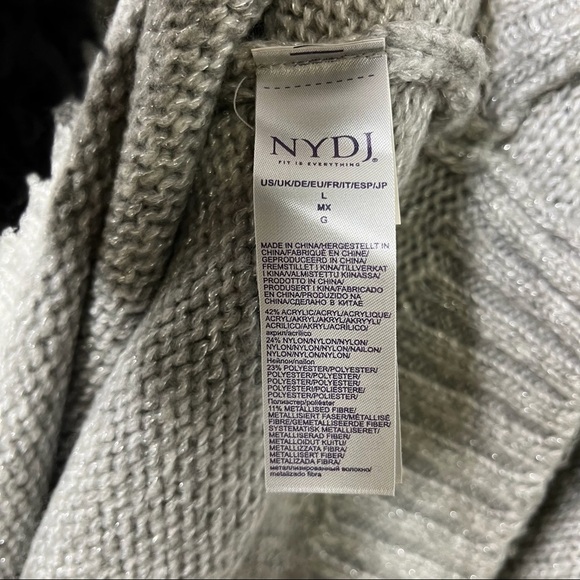 NYDJ®
FIT IS EVERYTHING
US/UK/DE/EU/FR/IT/ESP/JP
L
MX
G
MADE IN CHINA/HERGESTELLT IN
CHINA/FABRIQUÉ EN CHINE/
GEPRODUCEERD IN CHINA/
FREMSTILLET I KINA/TILLVERKAT
I KINA/VALMISTETTU KIINASSA/
PRODOTTO IN CHINA/
PRODUSERT I KINA/FABRICADO
EN CHINA/PRODUZIDO NA
CHINA/СДЕЛАНО В КИТАЕ
42% ACRYLIC/ACRYL/ACRYLIQUE/
ACRYL/AKRYL/AKRYL/AKRYYLI/
ACRILICO/AKRYL/ACRÍLICO/
акрил/acrílico
24% NYLON/NYLON/NYLON/
NYLON/NYLON/NYLON/NAILON/
NYLON/NYLON/NYLON/
Нейлон/nailon
23% POLYESTER/POLYESTER/
POLYESTER/POLYESTER/
POLYESTER/POLYESTER/
POLYESTERI/POLIESTERE/
POLYESTER/POLIÉSTER/
Полиэстер/poliéster
11% METALLISED FIBRE/
METALLISIERT FASER/MÉTALLISÉ
FIBRE/GEMETALLISEERDE FIBER/
SYSTEMATISK METALLISERET/
METALLISERAD FIBER/
METALLOIDUT KUITU/
METALLIZZATA FIBRA/
METALLISERT FIBER/
METALIZADA FIBRA/
металлизированный волокно/
metalizado fibra